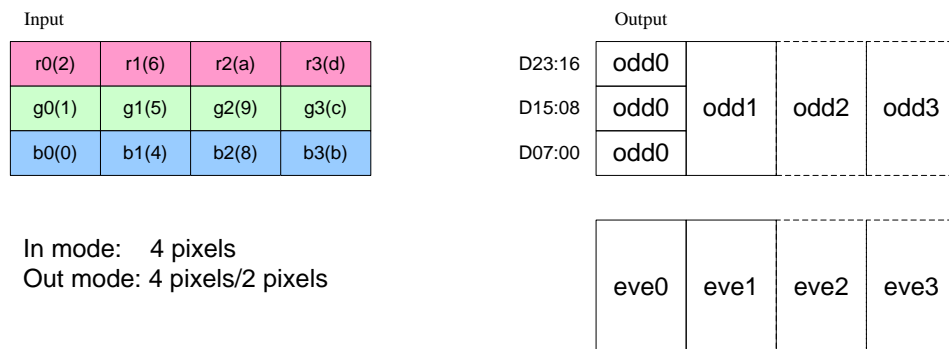 Input Output
r0(2) r1(6) r2(a) r3(d) D23:16 odd0
g0(1) g1(5) g2(9) g3(c) D15:08 odd0 odd1 odd2 odd3
b0(0) b1(4) b2(8) b3(b) D07:00 odd0
In mode: 4 pixels
Out mode: 4 pixels/2 pixels
eve0 eve1 eve2 eve3